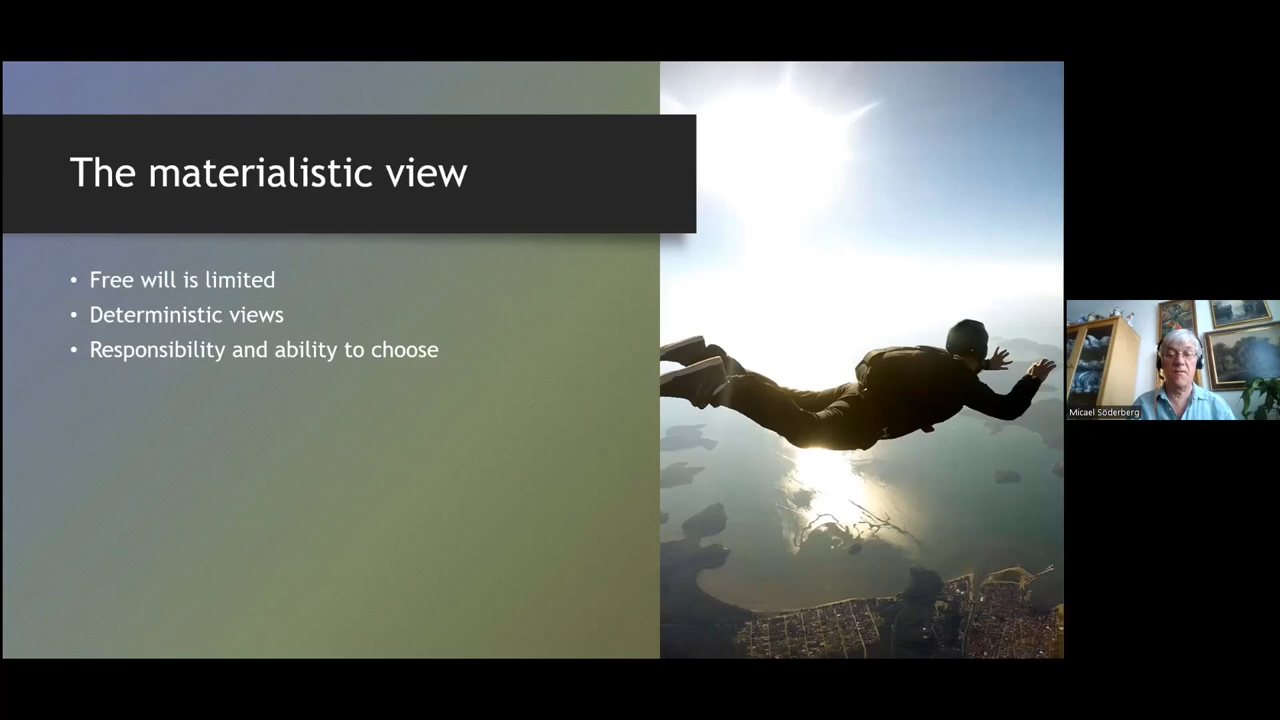 The materialistic view
• Free will is limited
• Deterministic views
• Responsibility and ability to choose
Micael Söderberg